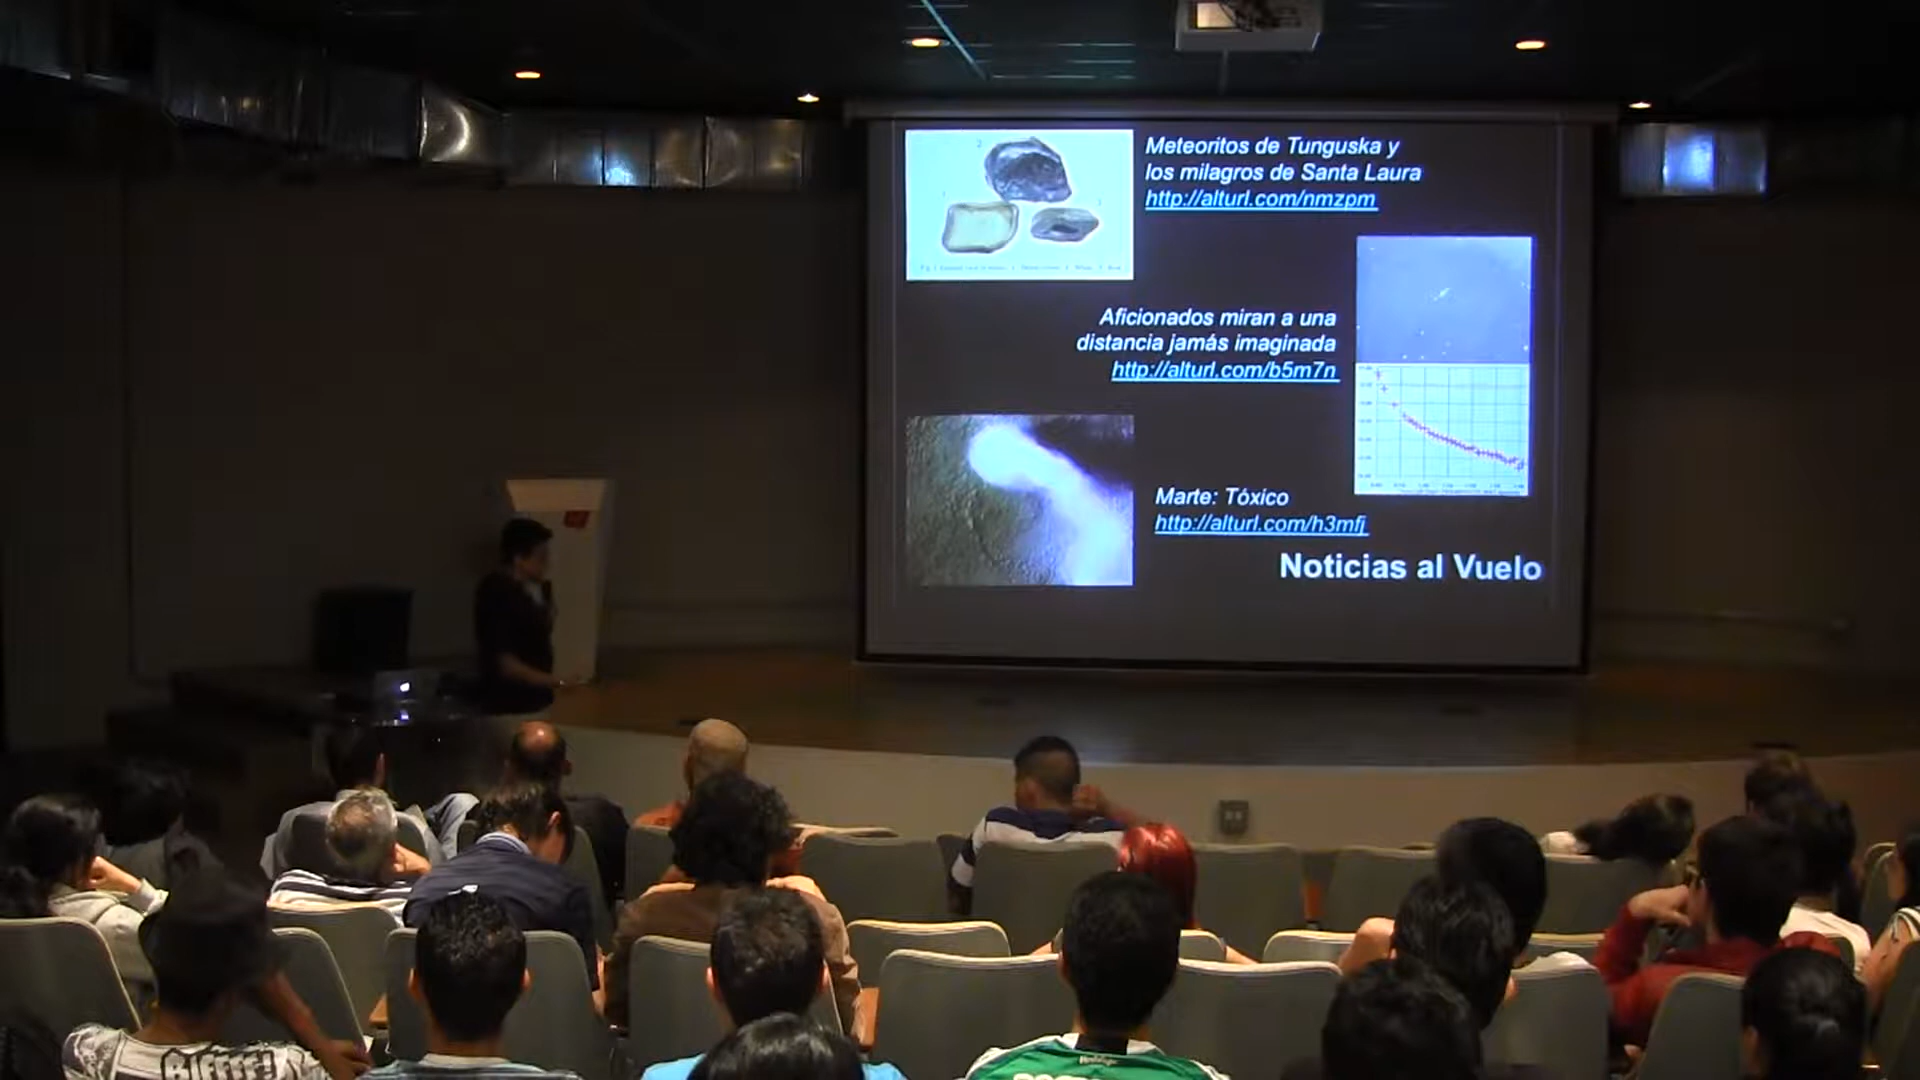 Meteoritos de Tunguska y
los milagros de Santa Laura
http://alturl.com/nmzpm
Aficionados miran a una
distancia jamás imaginada
http://alturl.com/b5m7n
Marte: Tóxico
http://alturl.com/h3mfj
Noticias al Vuelo